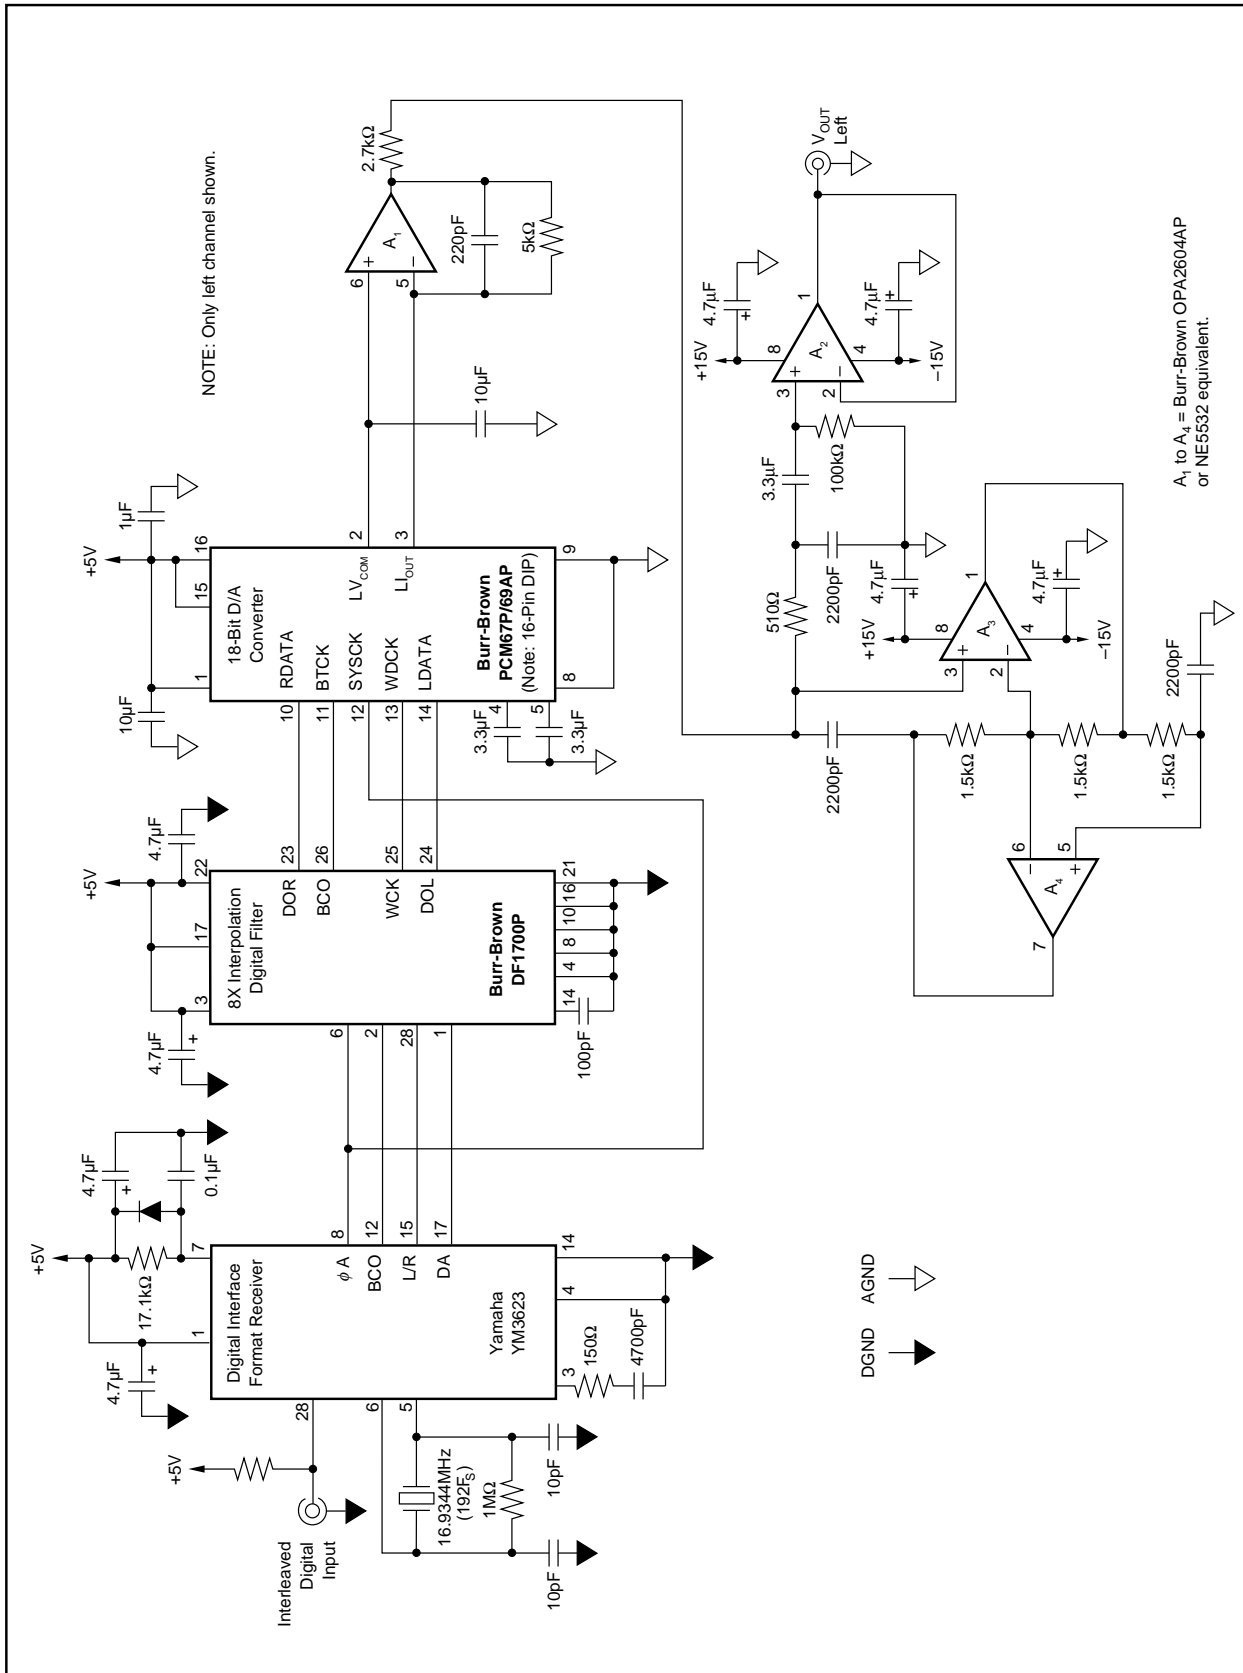 NOTE: Only left channel shown.
+5V
4.7µF
+
17.1kΩ
4.7µF
+
0.1µF
1
7
Digital Interface
Format Receiver
28
6
5
ϕ A
8
BCO
12
L/R
15
DA
17
Yamaha
YM3623
3
4
14
150Ω
4700pF
+5V
Interleaved
Digital
Input
16.9344MHz
(192FS)
1MΩ
10pF
10pF
+5V
4.7µF
+
4.7µF
3
17
22
8X Interpolation
Digital Filter
6
2
28
1
DOR
23
BCO
26
WCK
25
DOL
24
Burr-Brown
DF1700P
14
4
8
10
16
21
100pF
+5V
10µF
1µF
1
15
16
18-Bit D/A
Converter
10
RDATA
11
BTCK
12
SYSCK
13
WDCK
14
LDATA
LVCOM
2
LIOUT
3
Burr-Brown
PCM67P/69AP
(Note: 16-Pin DIP)
4
5
8
9
3.3µF
3.3µF
10µF
6
+
5
–
A1
2.7kΩ
220pF
5kΩ
2200pF
510Ω
2200pF
3.3µF
100kΩ
+15V
4.7µF
+
3
+
2
–
8
A2
4
1
–15V
4.7µF
+
VOUT
Left
+15V
4.7µF
+
3
+
2
–
8
A3
4
1
–15V
4.7µF
+
1.5kΩ
1.5kΩ
1.5kΩ
2200pF
6
–
5
+
A4
7
DGND
AGND
A1 to A4 = Burr-Brown OPA2604AP
or NE5532 equivalent.